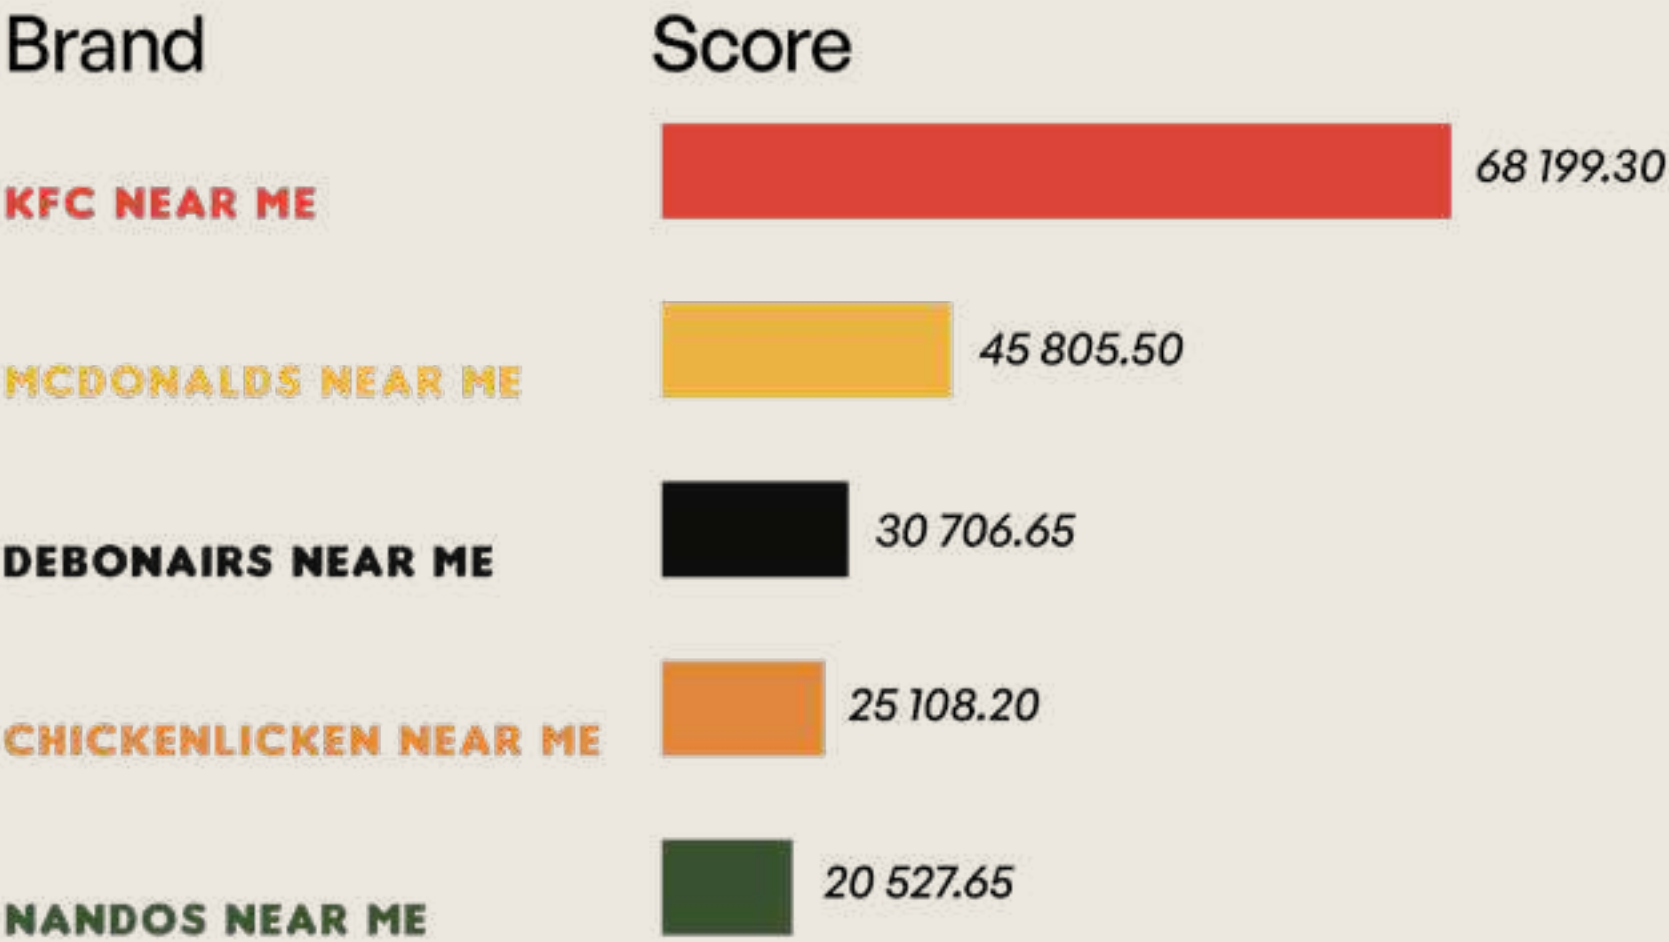 Brand Score
KFC NEAR ME 68 199.30
MCDONALDS NEAR ME 45 805.50
DEBONAIRS NEAR ME 30 706.65
CHICKENLICKEN NEAR ME 25 108.20
NANDOS NEAR ME 20 527.65